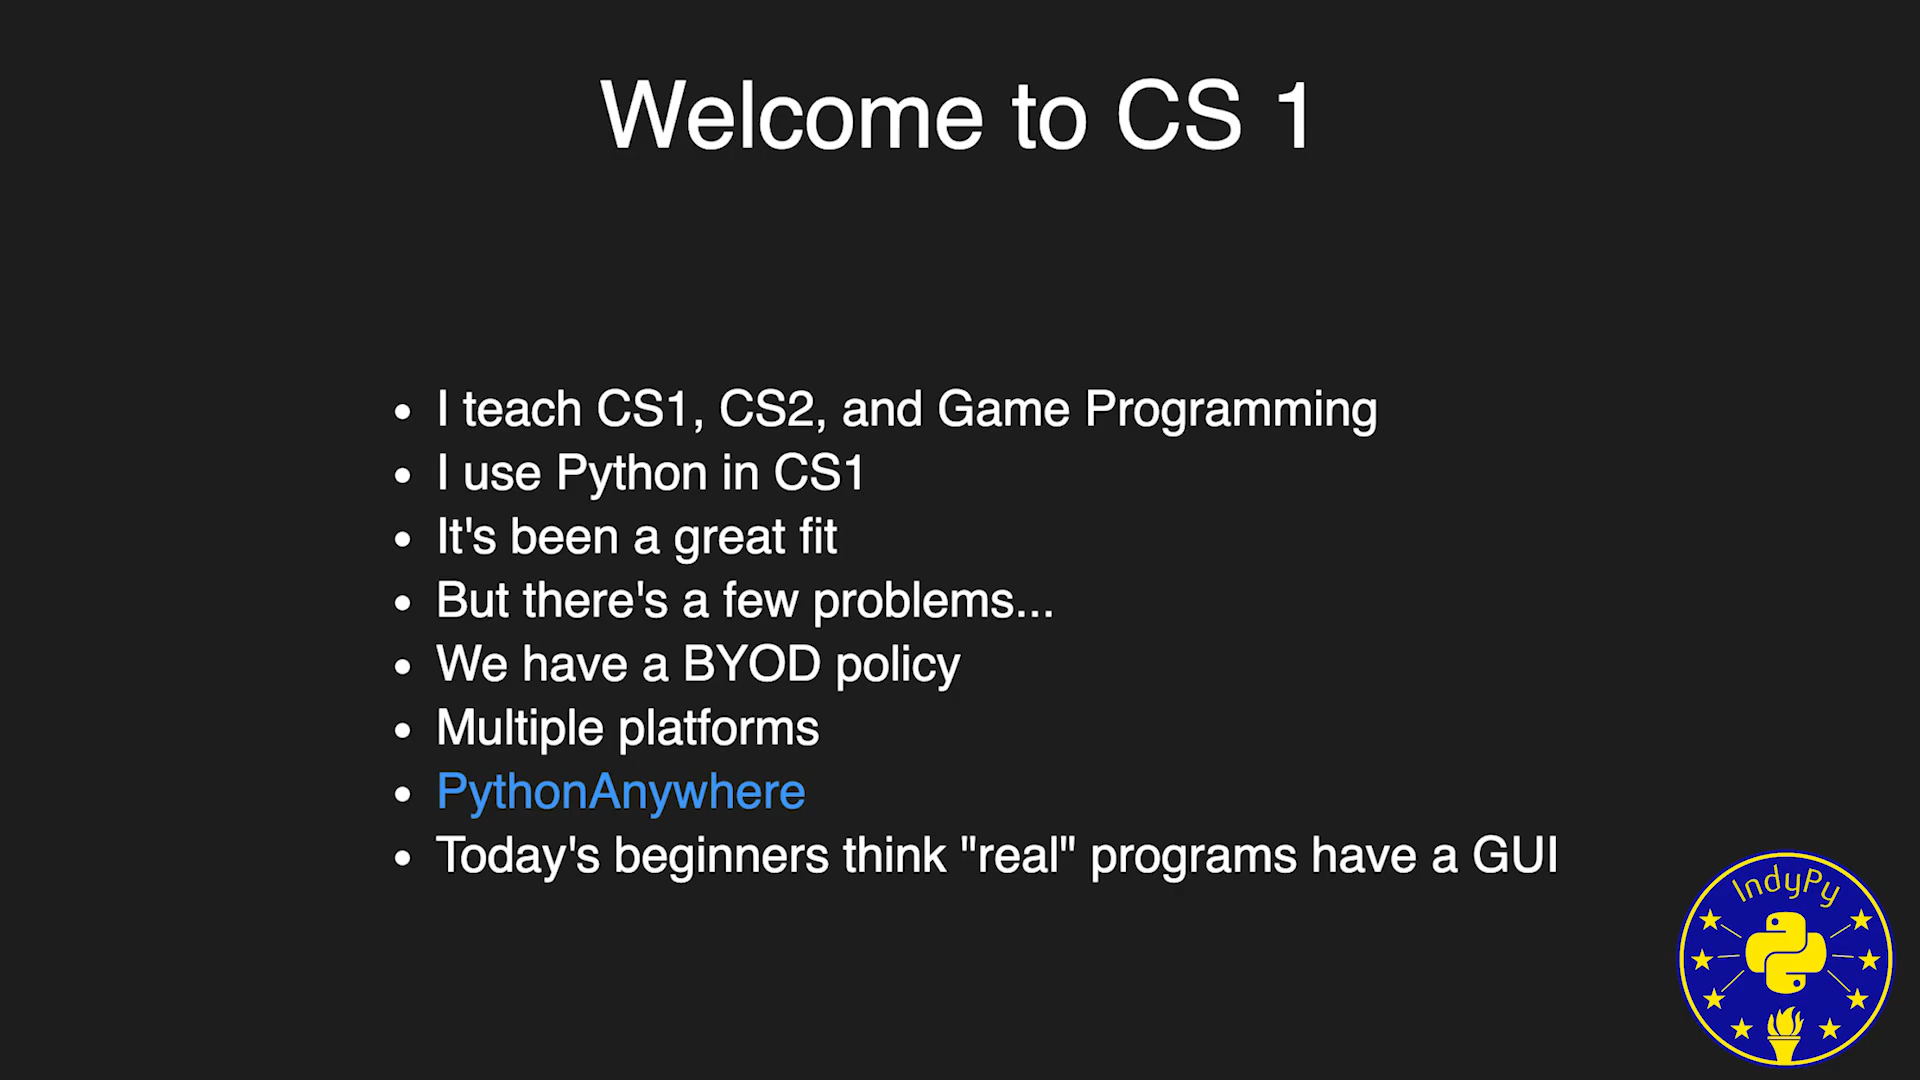 Welcome to CS 1
• I teach CS1, CS2, and Game Programming
• I use Python in CS1
• It's been a great fit
• But there's a few problems...
• We have a BYOD policy
• Multiple platforms
• PythonAnywhere
• Today's beginners think "real" programs have a GUI
IndyPy